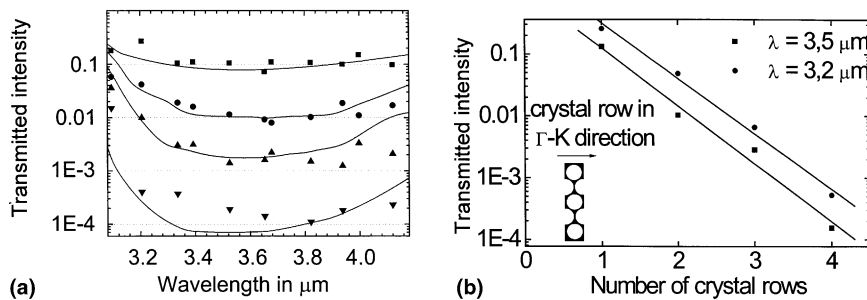 (a)
Transmitted intensity
0.1
0.01
1E-3
1E-4
3.2 3.4 3.6 3.8 4.0
Wavelength in μm
(b)
Transmitted intensity
0.1
0.01
1E-3
1E-4
λ = 3,5 μm
λ = 3,2 μm
crystal row in
Γ-K direction
0 1 2 3 4
Number of crystal rows